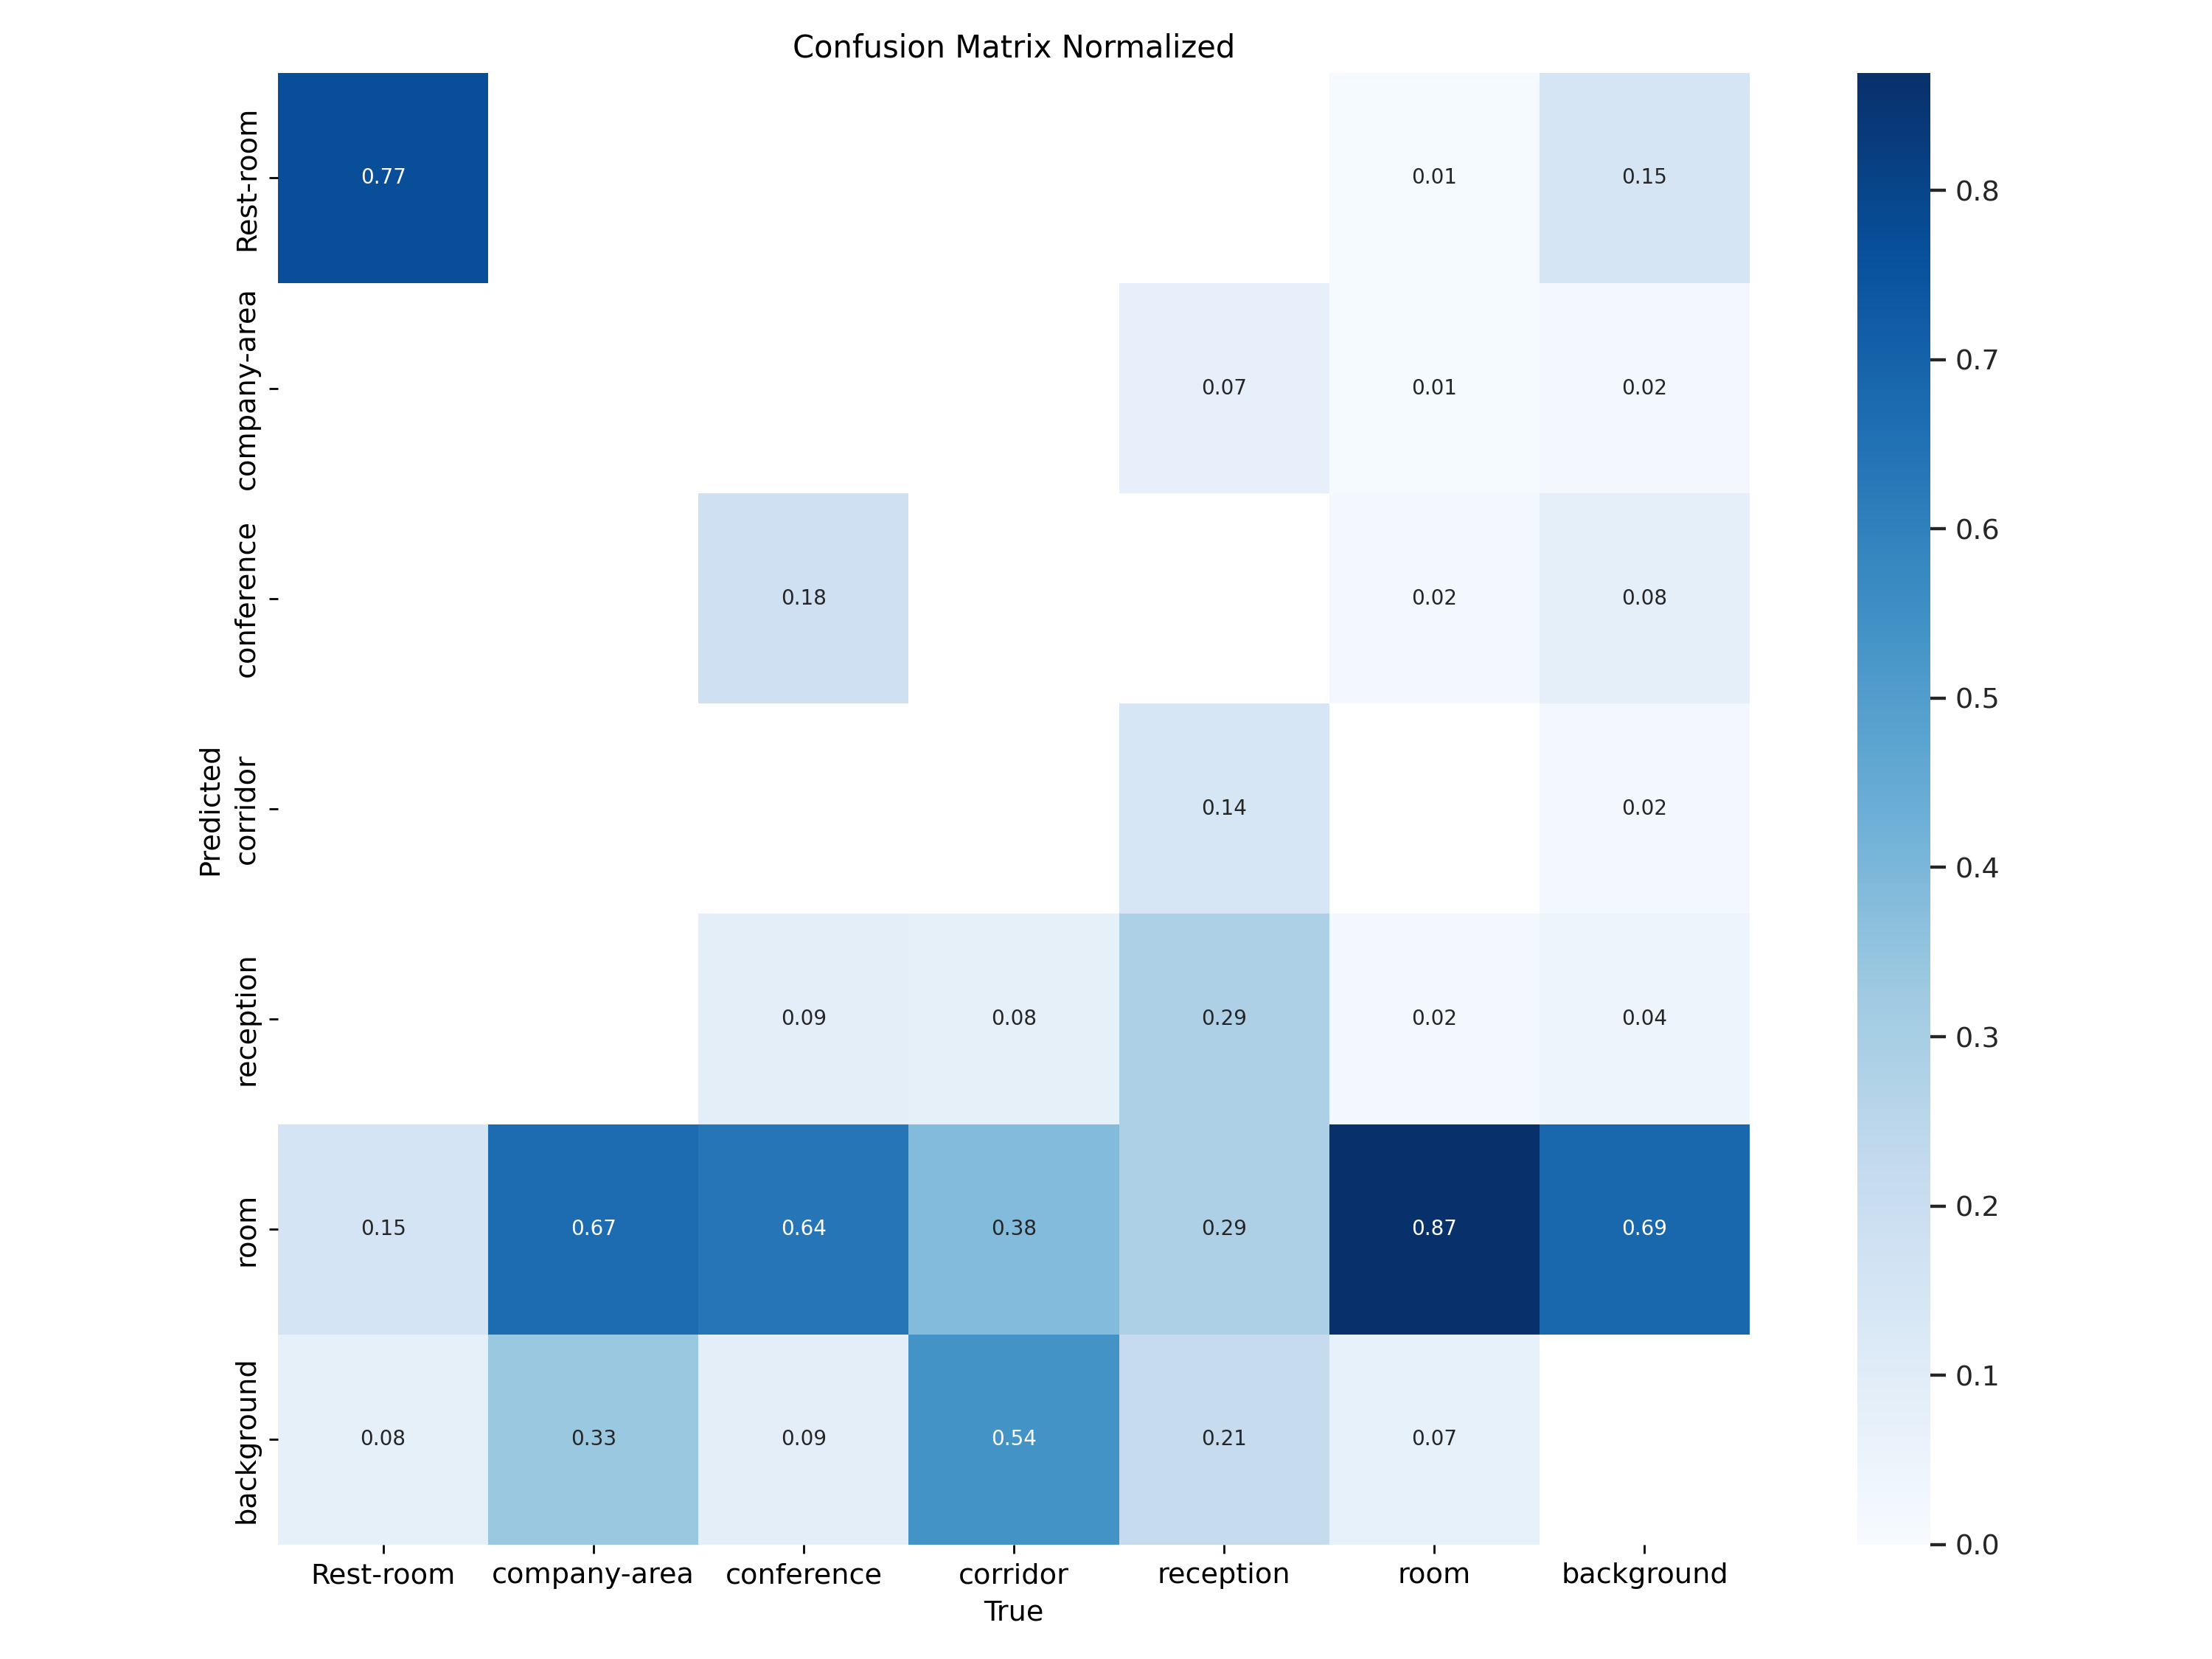 Confusion Matrix Normalized
Rest-room
0.77
0.01
0.15
company-area
0.07
0.01
0.02
conference
0.18
0.02
0.08
Predicted
corridor
0.14
0.02
reception
0.09
0.08
0.29
0.02
0.04
room
0.15
0.67
0.64
0.38
0.29
0.87
0.69
background
0.08
0.33
0.09
0.54
0.21
0.07
Rest-room
company-area
conference
corridor
reception
room
background
True
0.8
0.7
0.6
0.5
0.4
0.3
0.2
0.1
0.0